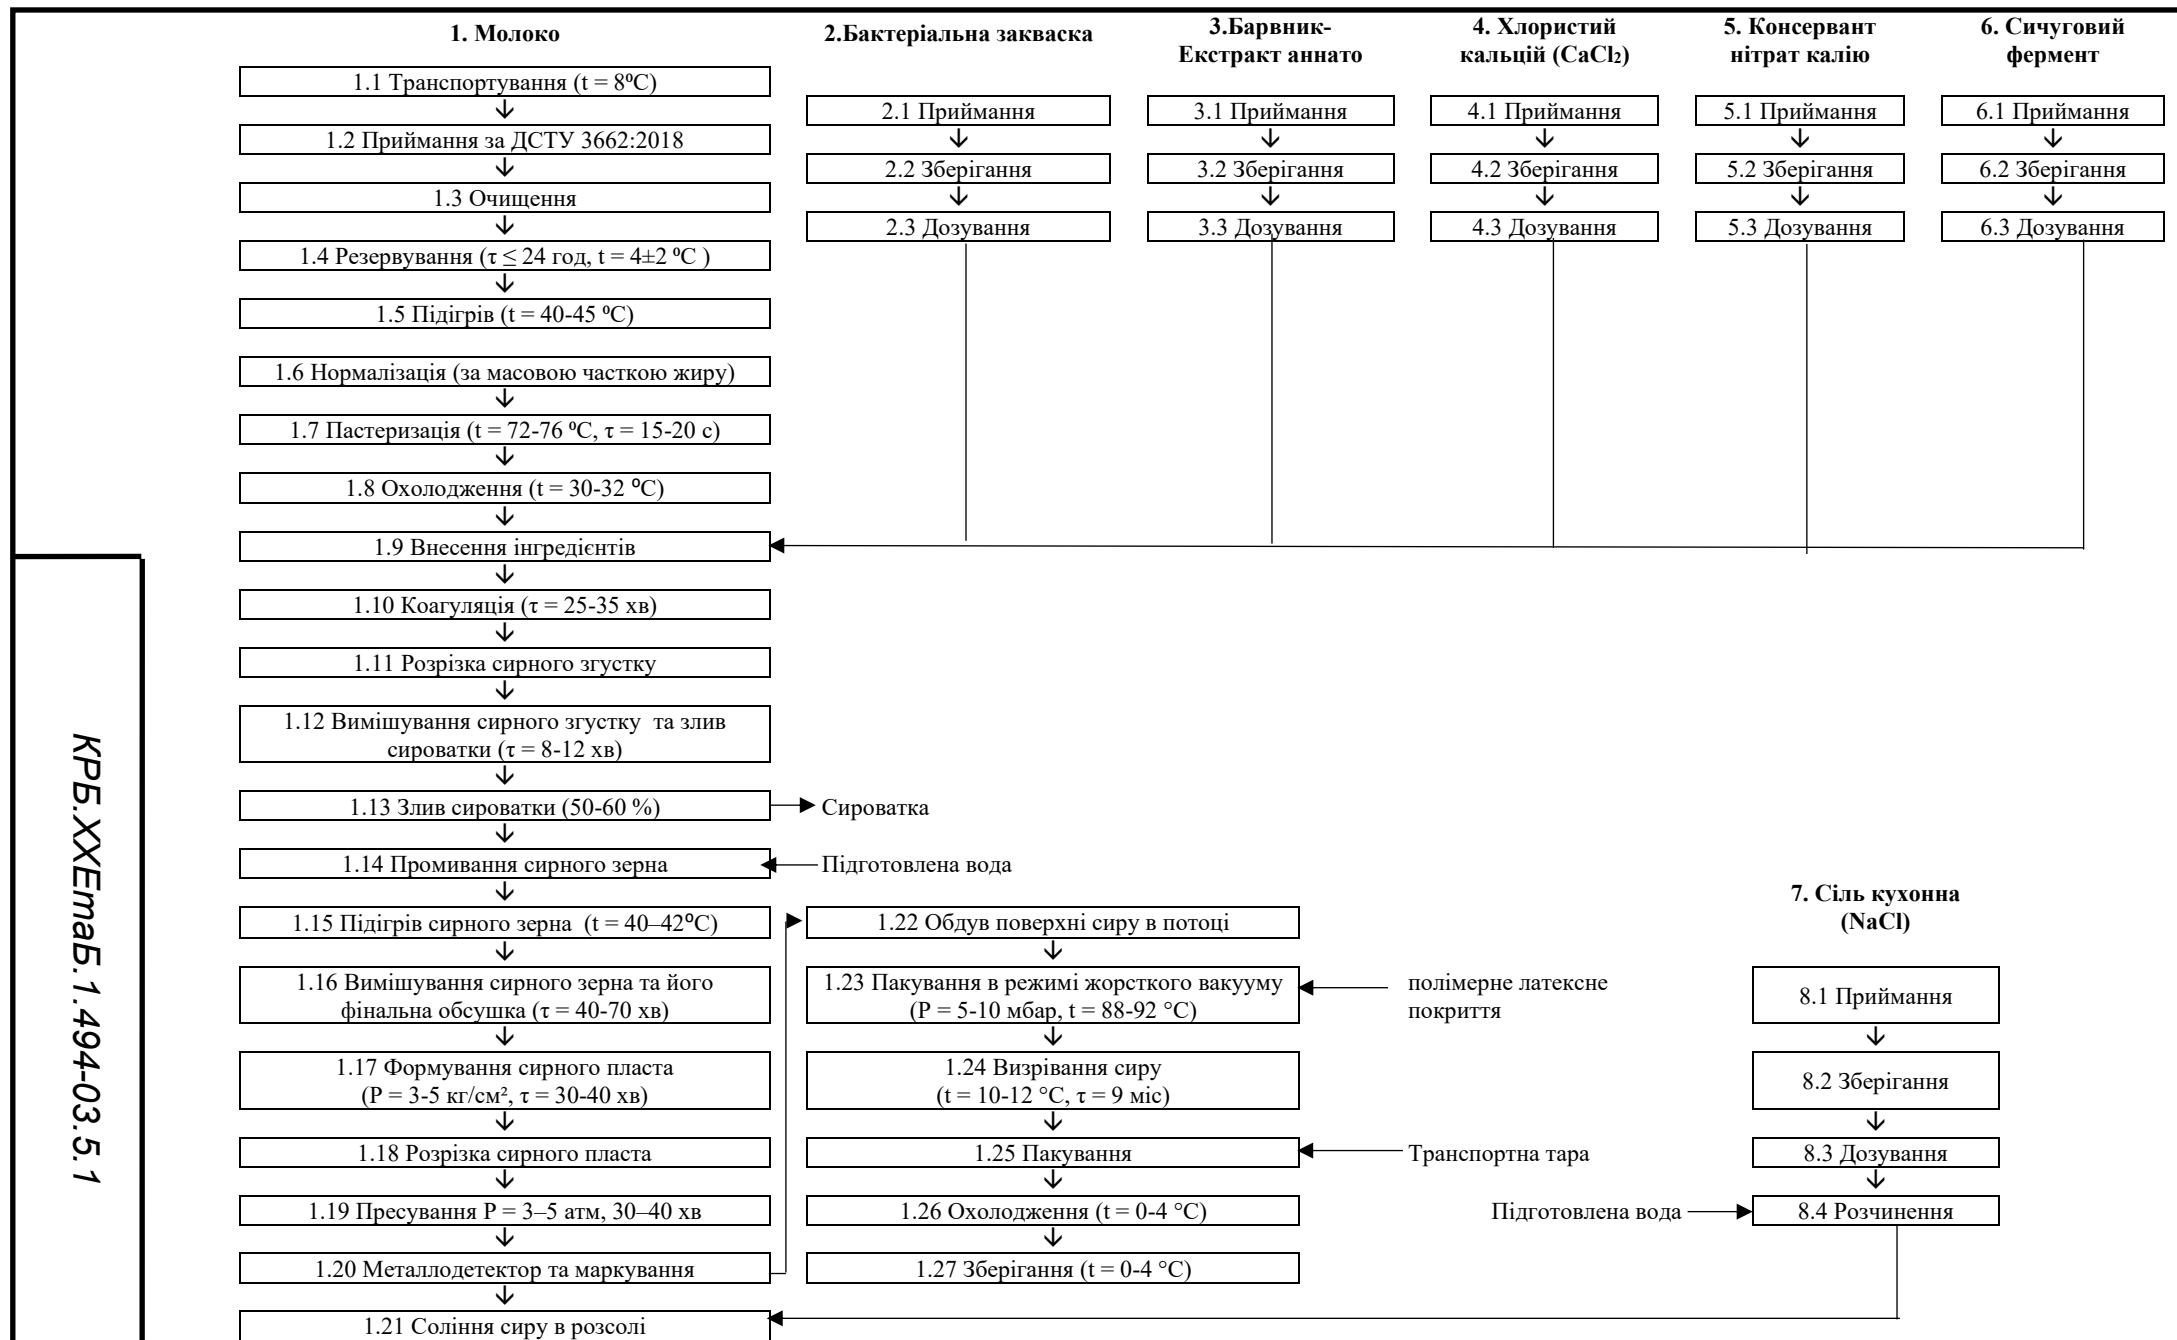 1. Молоко
1.1 Транспортування (t = 8⁰С)
1.2 Приймання за ДСТУ 3662:2018
1.3 Очищення
1.4 Резервування (τ ≤ 24 год, t = 4±2 ⁰С )
1.5 Підігрів (t = 40-45 ⁰С)
1.6 Нормалізація (за масовою часткою жиру)
1.7 Пастеризація (t = 72-76 ⁰С, τ = 15-20 с)
1.8 Охолодження (t = 30-32 ⁰С)
1.9 Внесення інгредієнтів
1.10 Коагуляція (τ = 25-35 хв)
1.11 Розрізка сирного згустку
1.12 Вимішування сирного згустку та злив
сироватки (τ = 8-12 хв)
1.13 Злив сироватки (50-60 %)
Сироватка
1.14 Промивання сирного зерна
Підготовлена вода
1.15 Підігрів сирного зерна (t = 40–42⁰С)
1.16 Вимішування сирного зерна та його
фінальна обсушка (τ = 40-70 хв)
1.17 Формування сирного пласта
(Р = 3-5 кг/см², τ = 30-40 хв)
1.18 Розрізка сирного пласта
1.19 Пресування Р = 3–5 атм, 30–40 хв
1.20 Металлодетектор та маркування
1.21 Соління сиру в розсолі
2.Бактеріальна закваска
2.1 Приймання
2.2 Зберігання
2.3 Дозування
3.Барвник-
Екстракт аннато
3.1 Приймання
3.2 Зберігання
3.3 Дозування
4. Хлористий
кальцій (CaCl₂)
4.1 Приймання
4.2 Зберігання
4.3 Дозування
5. Консервант
нітрат калію
5.1 Приймання
5.2 Зберігання
5.3 Дозування
6. Сичуговий
фермент
6.1 Приймання
6.2 Зберігання
6.3 Дозування
1.22 Обдув поверхні сиру в потоці
1.23 Пакування в режимі жорсткого вакууму
(Р = 5-10 мбар, t = 88-92 °C)
полімерне латексне
покриття
1.24 Визрівання сиру
(t = 10-12 °C, τ = 9 міс)
1.25 Пакування
Транспортна тара
1.26 Охолодження (t = 0-4 °C)
1.27 Зберігання (t = 0-4 °C)
7. Сіль кухонна
(NaCl)
8.1 Приймання
8.2 Зберігання
8.3 Дозування
Підготовлена вода
8.4 Розчинення
КРБ.ХХЕтаБ.1.494-03.5.1